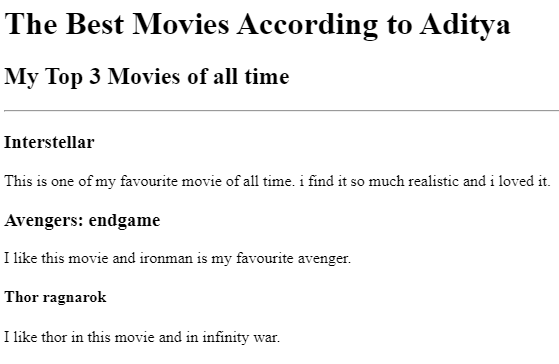 The Best Movies According to Aditya
My Top 3 Movies of all time
Interstellar
This is one of my favourite movie of all time. i find it so much realistic and i loved it.
Avengers: endgame
I like this movie and ironman is my favourite avenger.
Thor ragnarok
I like thor in this movie and in infinity war.